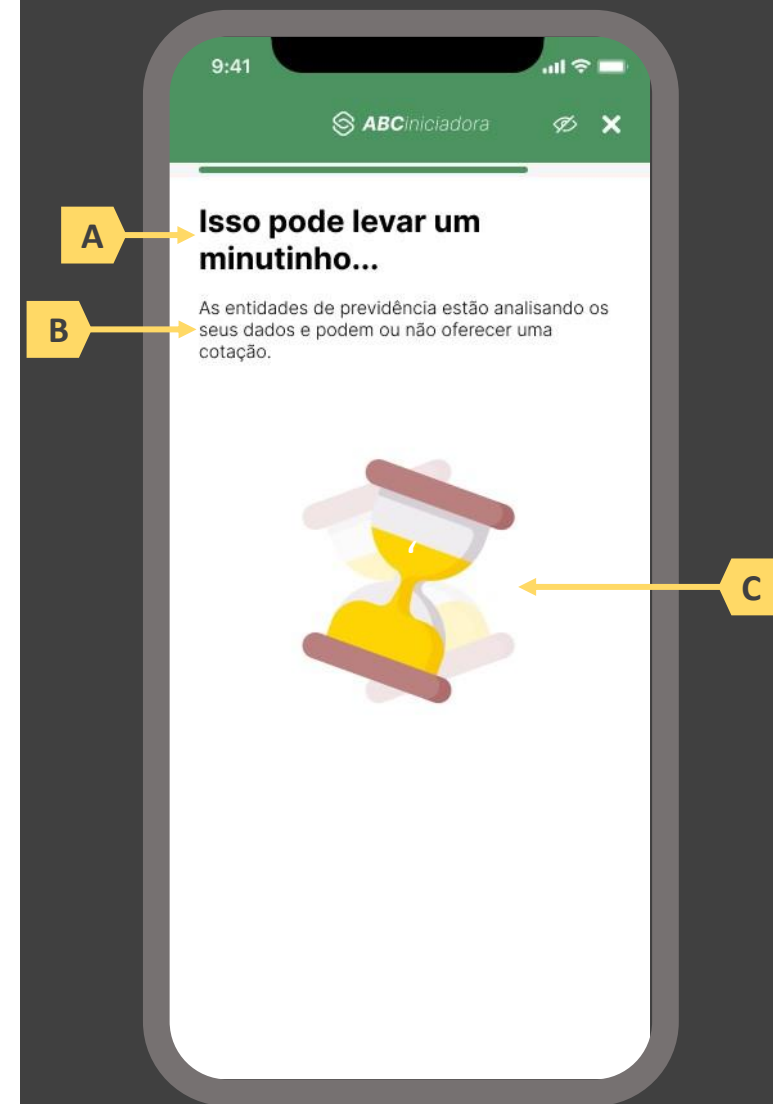 9:41
ABCiniciadora
A
Isso pode levar um
minutinho...
B
As entidades de previdência estão analisando os
seus dados e podem ou não oferecer uma
cotação.
C